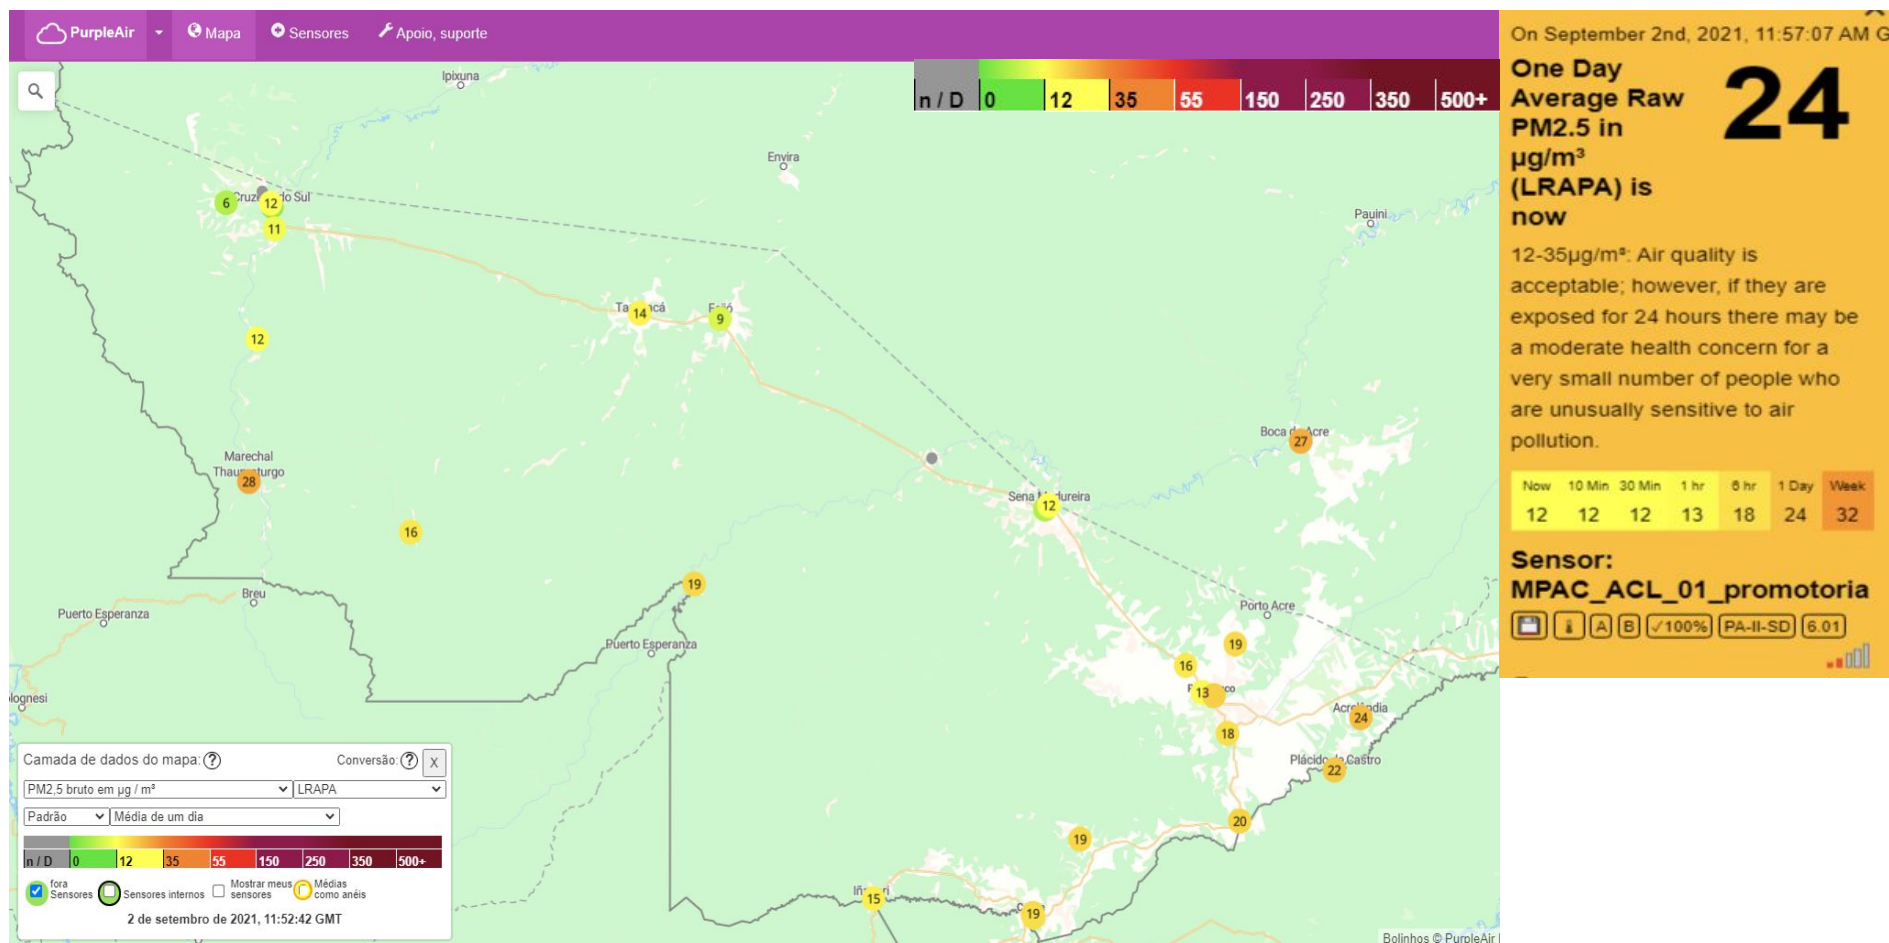 PurpleAir
Mapa
Sensores
Apoio, suporte
n / D 0 12 35 55 150 250 350 500+
Ipixuna
Envira
Pauini
6
12
do Sul
11
14
9
12
Boca do Acre
27
Marechal
Thaumaturgo
28
16
Sena Madureira
12
19
Breu
Puerto Esperanza
Puerto Esperanza
Porto Acre
19
16
13
Acrelândia
24
18
Plácido de Castro
22
20
19
15
19
Camada de dados do mapa: ?
Conversão: ? X
PM2,5 bruto em µg / m³ LRAPA
Padrão Média de um dia
n / D 0 12 35 55 150 250 350 500+
fora
Sensores
Sensores internos
Mostrar meus
sensores
Médias
como anéis
2 de setembro de 2021, 11:52:42 GMT
Bolinhos © PurpleAir
On September 2nd, 2021, 11:57:07 AM G
One Day
Average Raw
PM2.5 in
µg/m³
(LRAPA) is
now
24
12-35µg/m³: Air quality is
acceptable; however, if they are
exposed for 24 hours there may be
a moderate health concern for a
very small number of people who
are unusually sensitive to air
pollution.
Now 10 Min 30 Min 1 hr 6 hr 1 Day Week
12 12 12 13 18 24 32
Sensor:
MPAC_ACL_01_promotoria
A B ✓100% PA-II-SD 6.01